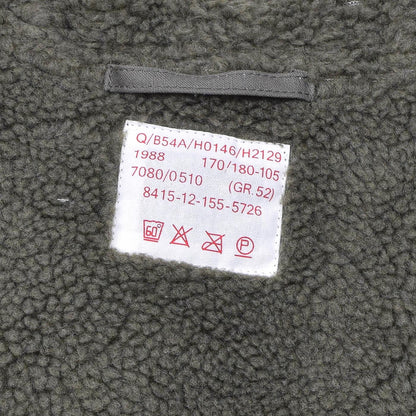 Q/B54A/H0146/H2129
1988 170/180-105
7080/0510 (GR.52)
8415-12-155-5726
60° P